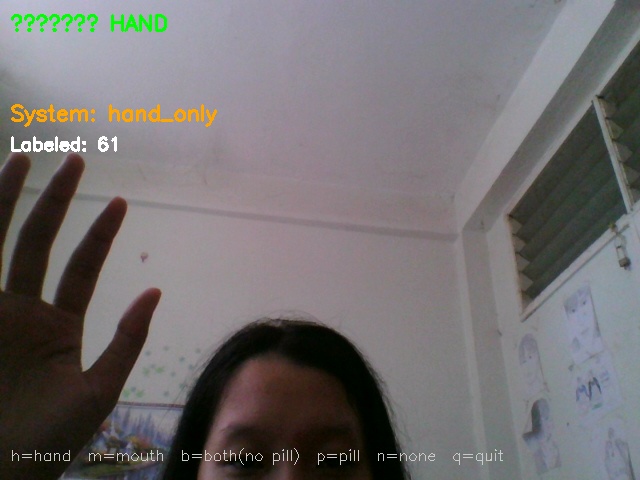 ??????? HAND
System: hand_only
Labeled: 61
h=hand m=mouth b=both(no pill) p=pill n=none q=quit